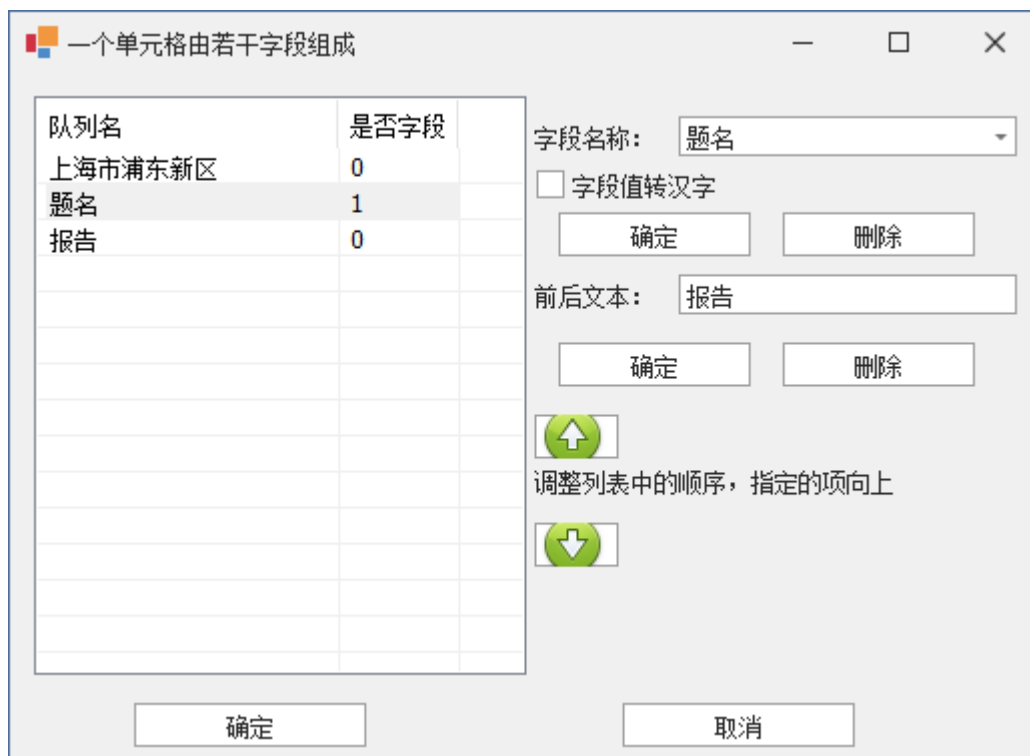 一个单元格由若干字段组成
队列名 是否字段
上海市浦东新区 0
题名 1
报告 0
字段名称： 题名
字段值转汉字
确定 删除
前后文本： 报告
确定 删除
调整列表中的顺序，指定的项向上
确定 取消